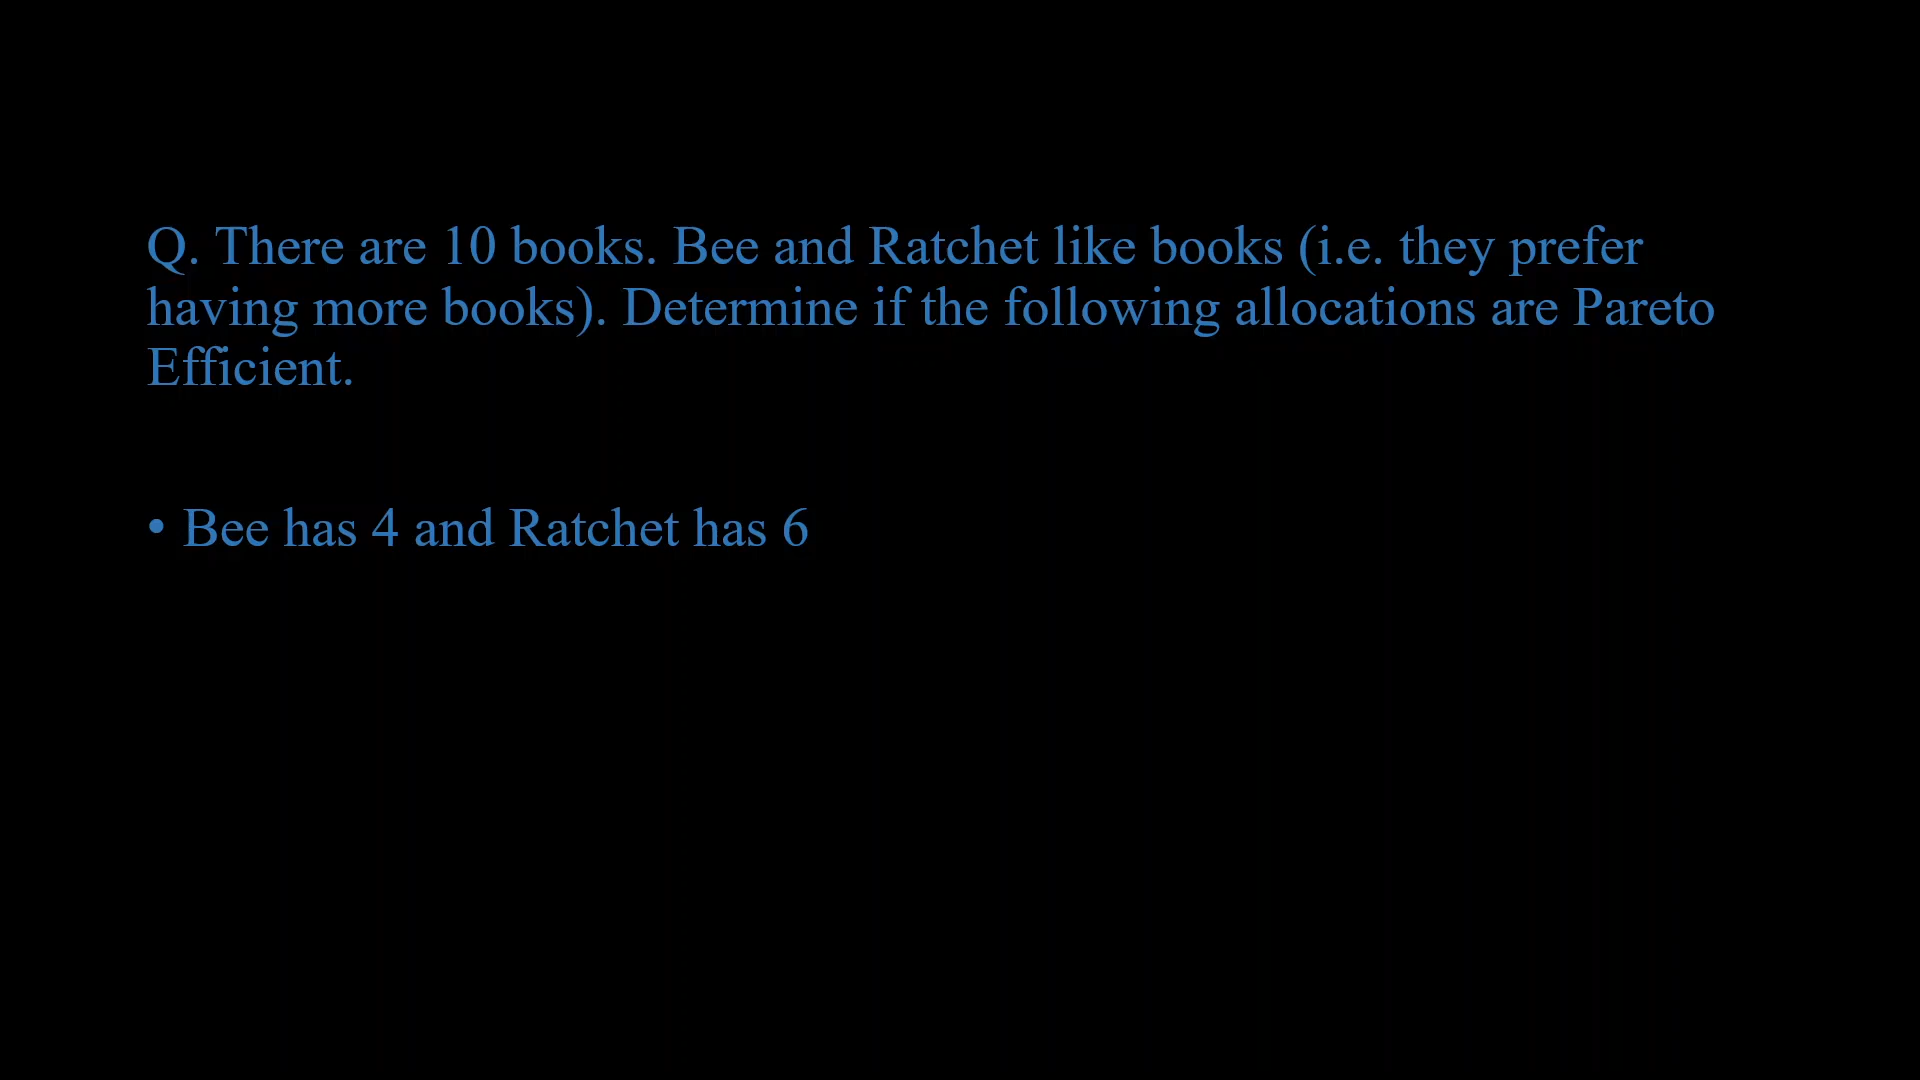 Q. There are 10 books. Bee and Ratchet like books (i.e. they prefer
having more books). Determine if the following allocations are Pareto
Efficient.
• Bee has 4 and Ratchet has 6